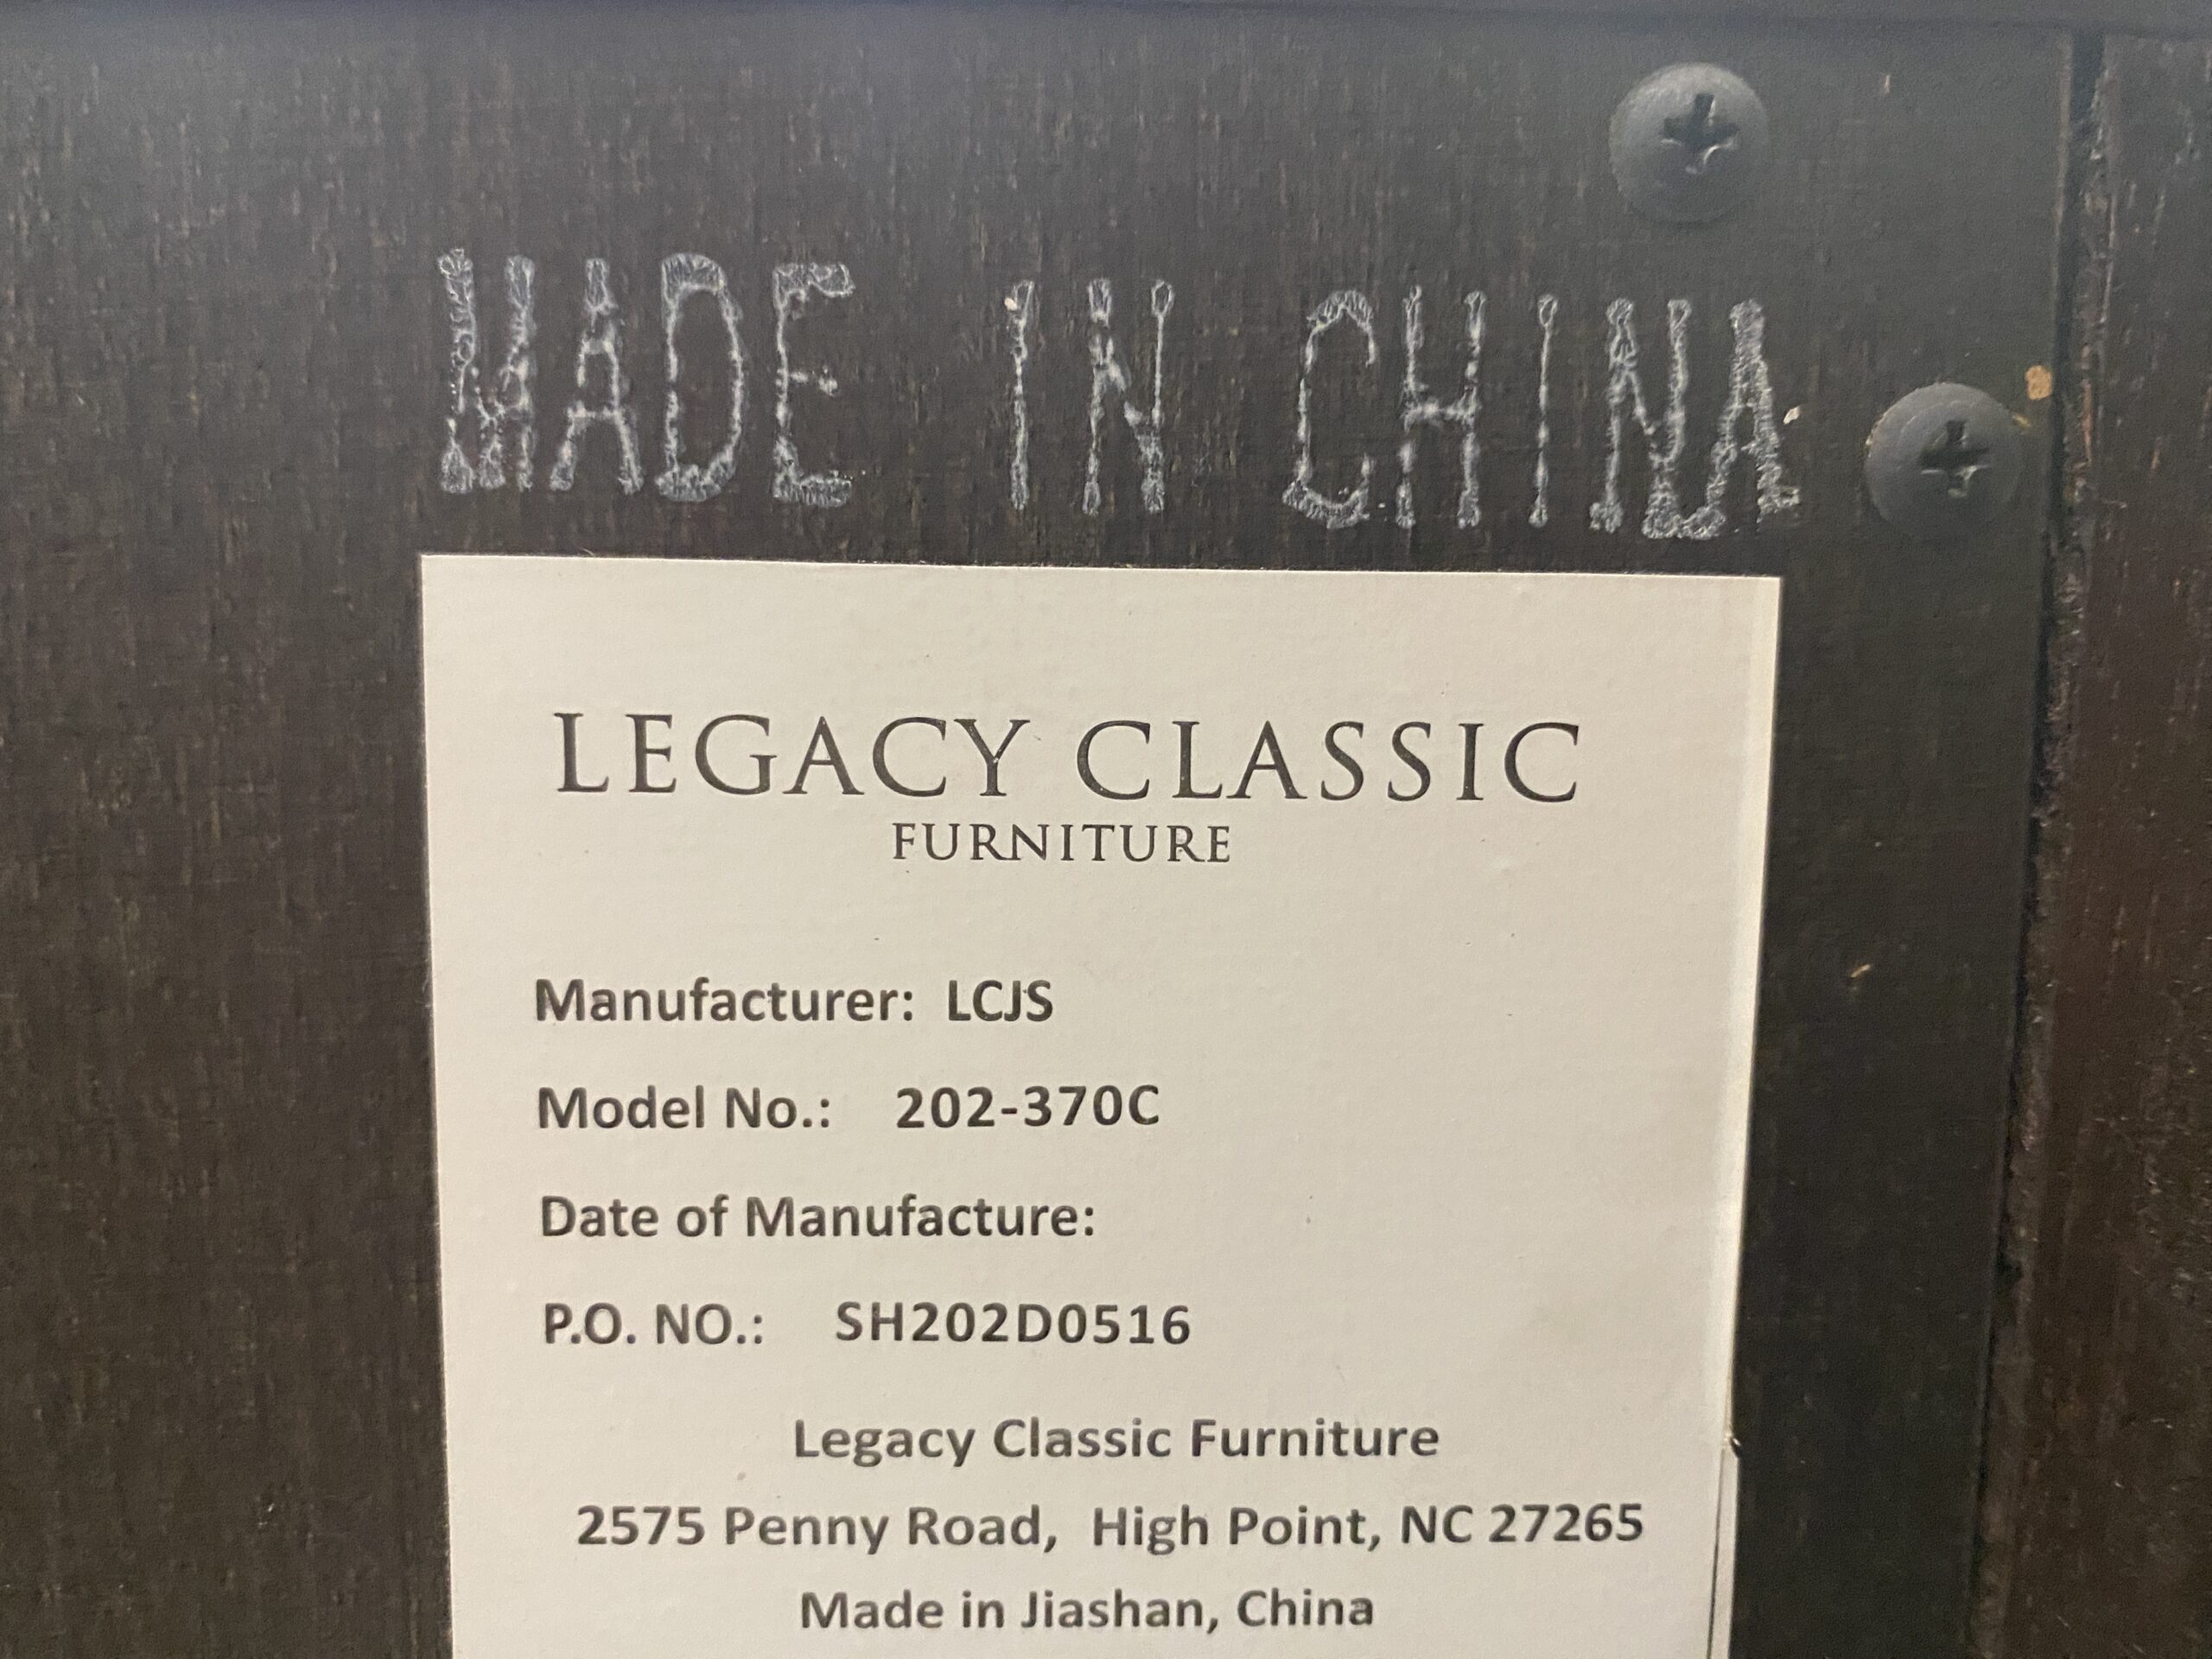 MADE IN CHINA
LEGACY CLASSIC
FURNITURE
Manufacturer: LCJS
Model No.: 202-370C
Date of Manufacture:
P.O. NO.: SH202D0516
Legacy Classic Furniture
2575 Penny Road, High Point, NC 27265
Made in Jiashan, China